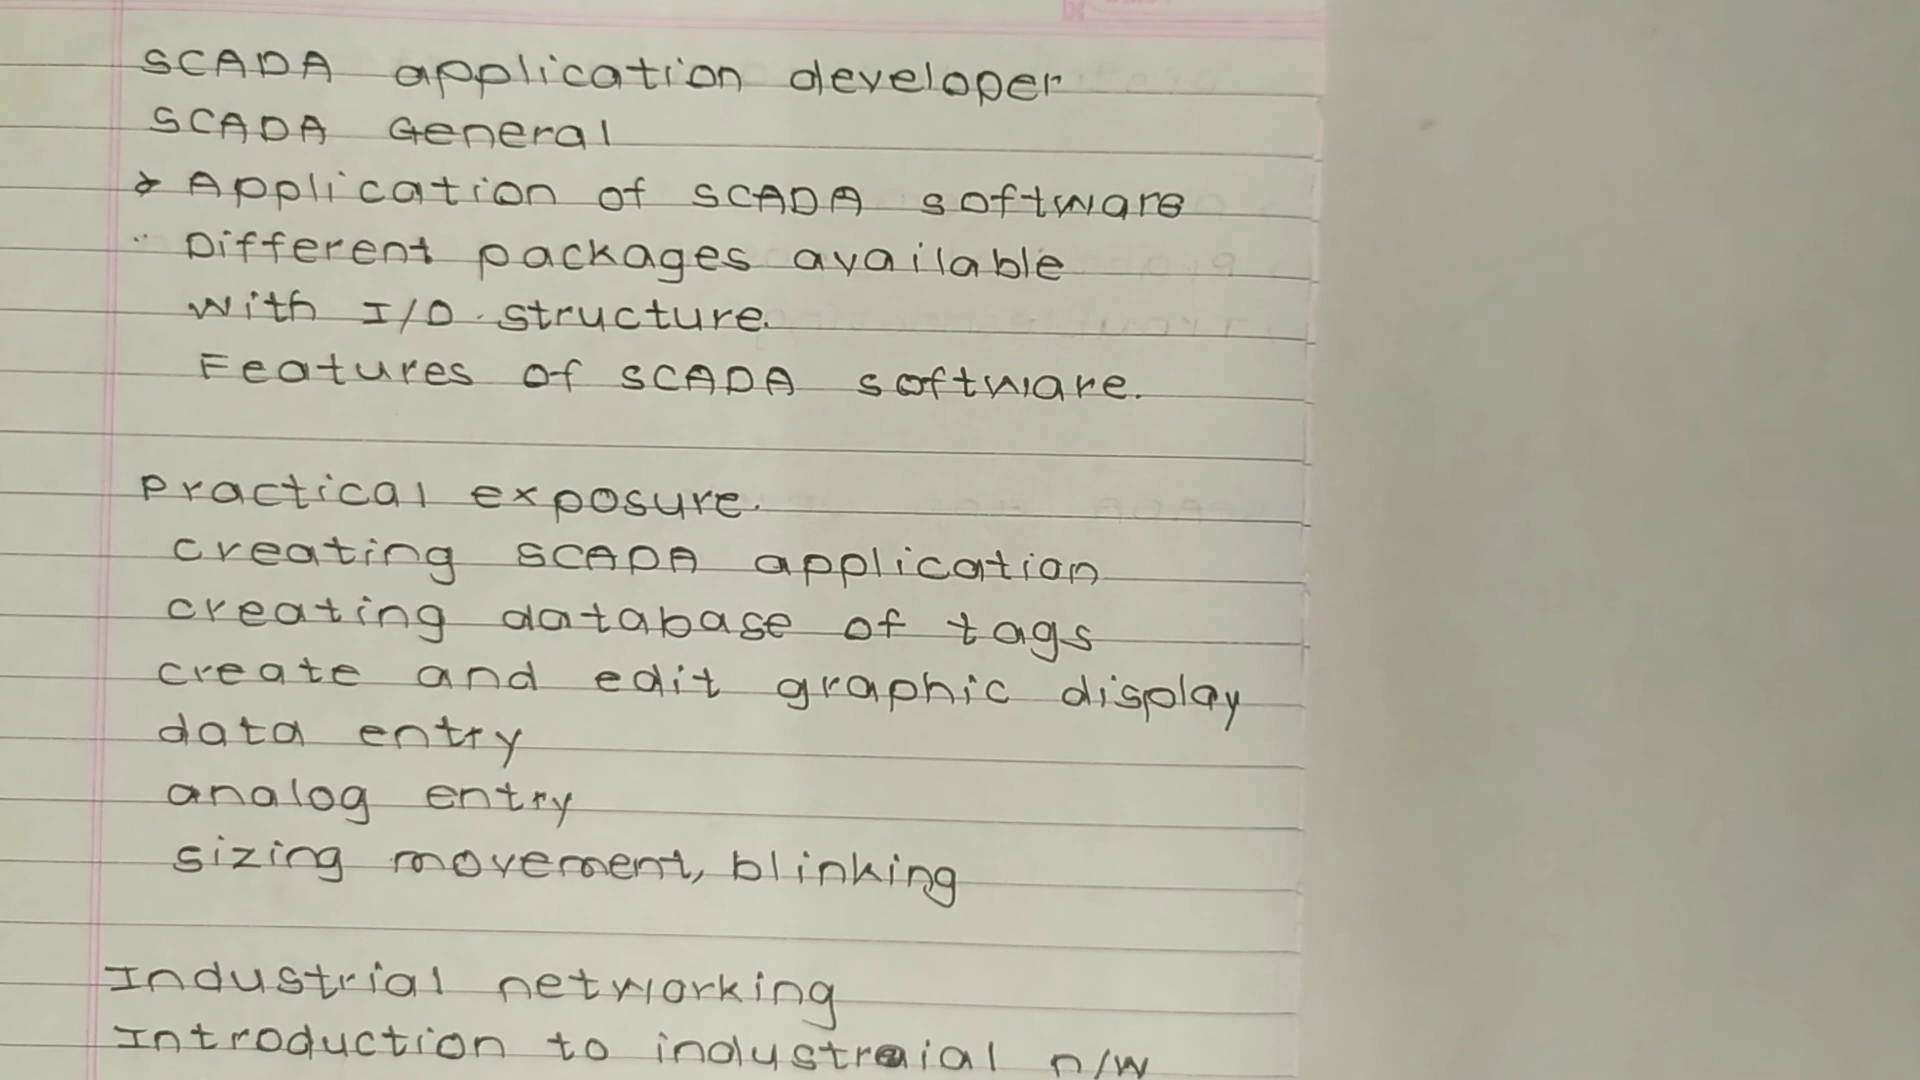 SCADA application developer
SCADA General
Application of SCADA software
Different packages available
With I/O structure.
Features of SCADA software.
Practical exposure.
creating SCADA application
creating database of tags
create and edit graphic display
data entry
analog entry
sizing movement, blinking
Industrial networking
Introduction to industraial n/w